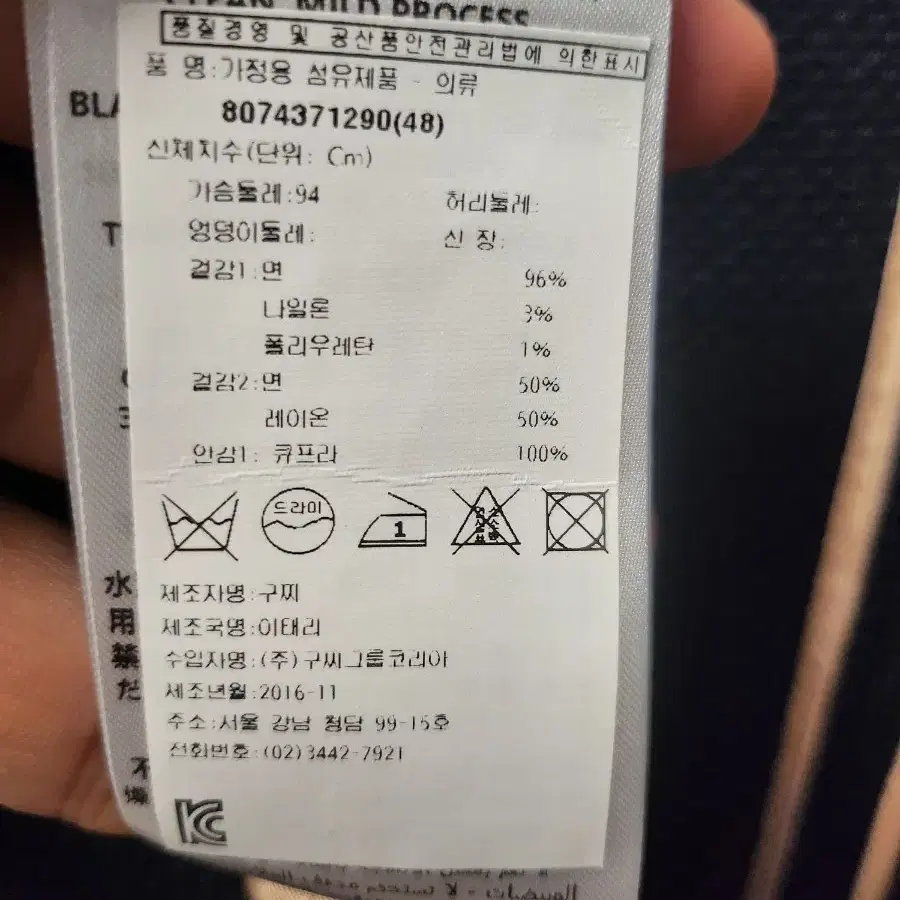 MILD PROCESS
품질경영 및 공산품안전관리법에 의한표시
품 명:가정용 섬유제품 - 의류
BLA
8074371290(48)
신체치수(단위: Cm)
가슴둘레:94 허리둘레:
엉덩이둘레: 신 장:
겉감1:면 96%
나일론 3%
폴리우레탄 1%
겉감2:면 50%
레이온 50%
안감1: 큐프라 100%
드라이
1
水
用
禁
だ
제조자명:구찌
제조국명:이태리
수입자명:(주)구찌그룹코리아
제조년월:2016-11
주소:서울 강남 청담 99-15호
전화번호:(02)3442-7921
KC